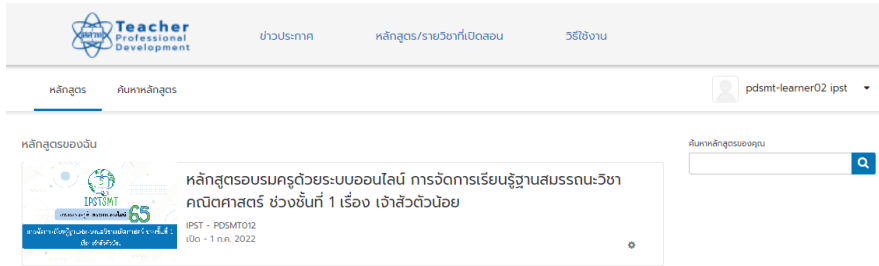 Teacher
Professional
Development
ข่าวประกาศ
หลักสูตร/รายวิชาที่เปิดสอน
วิธีใช้งาน
หลักสูตร
ค้นหาหลักสูตร
pdsmt-learner02 ipst
หลักสูตรของฉัน
ค้นหาหลักสูตรของคุณ
IPSTSMT
65
หลักสูตรอบรมครูด้วยระบบออนไลน์ การจัดการเรียนรู้ฐานสมรรถนะวิชา
คณิตศาสตร์ ช่วงชั้นที่ 1 เรื่อง เจ้าสัวตัวน้อย
IPST - PDSMT012
เปิด - 1 ก.ค. 2022